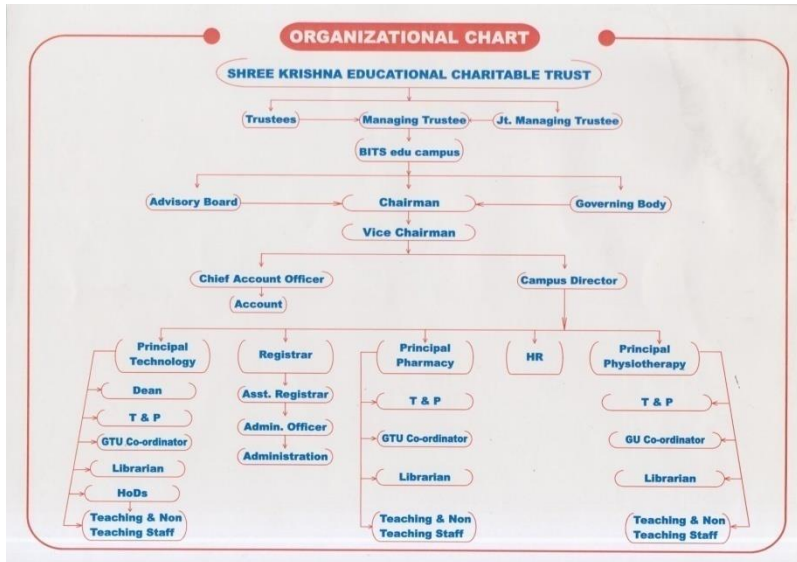 ORGANIZATIONAL CHART
SHREE KRISHNA EDUCATIONAL CHARITABLE TRUST
Trustees
Managing Trustee
Jt. Managing Trustee
BITS edu campus
Advisory Board
Chairman
Governing Body
Vice Chairman
Chief Account Officer
Campus Director
Account
Principal
Technology
Registrar
Principal
Pharmacy
HR
Principal
Physiotherapy
Dean
Asst. Registrar
T & P
T & P
T & P
Admin. Officer
GTU Co-ordinator
GTU Co-ordinator
GU Co-ordinator
Administration
Librarian
Librarian
Librarian
HoDs
Teaching & Non
Teaching Staff
Teaching & Non
Teaching Staff
Teaching & Non
Teaching Staff